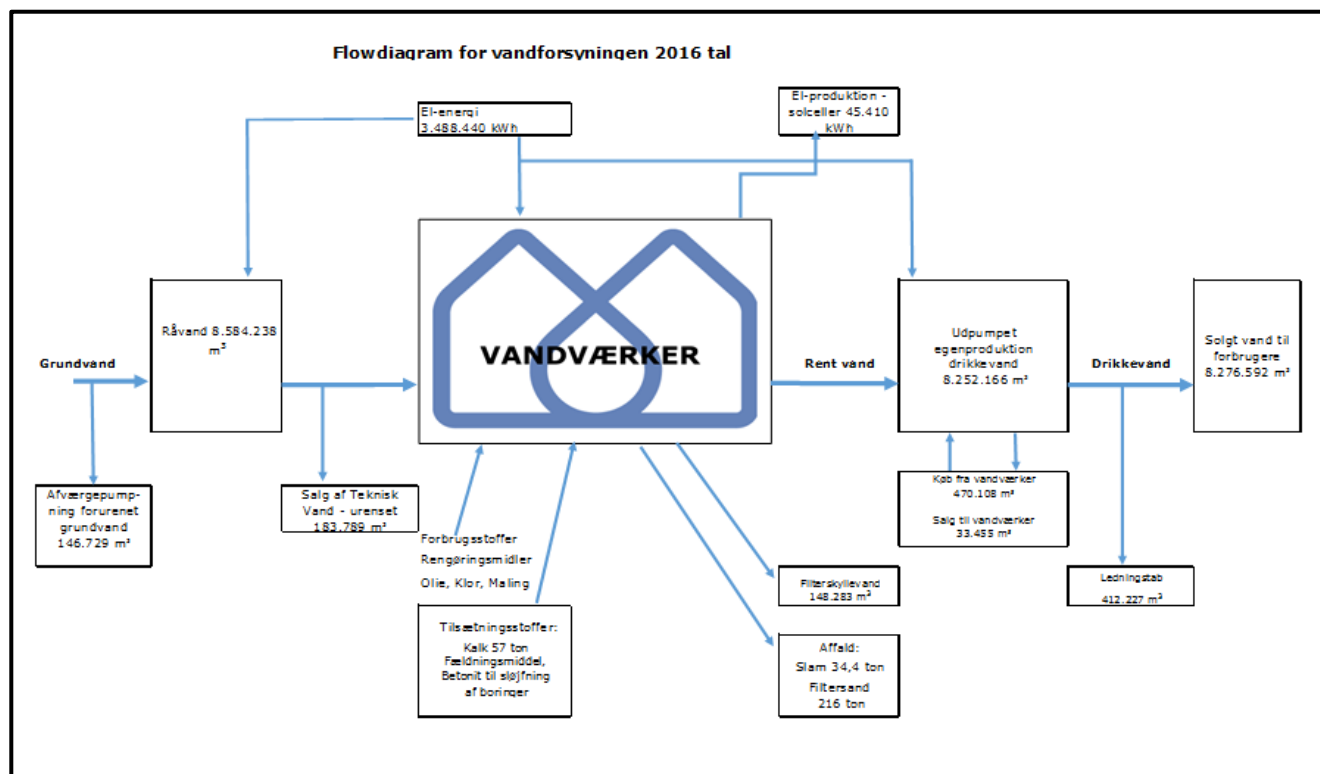 Flowdiagram for vandforsyningen 2016 tal
El-energi
3.488.440 kWh
El-produktion -
solceller 45.410
kWh
Grundvand
Råvand 8.584.238
m³
VANDVÆRKER
Rent vand
Udpumpet
egenproduktion
drikkevand
8.252.166 m³
Drikkevand
Solgt vand til
forbrugere
8.276.592 m³
Afværgepump-
ning forurenet
grundvand
146.729 m³
Salg af Teknisk
Vand - urenset
183.789 m³
Forbrugsstoffer
Rengøringsmidler
Olie, Klor, Maling
Køb fra vandværker
470.108 m³
Salg til vandværker
33.455 m³
Filterskyllevand
148.283 m³
Ledningstab
412.227 m³
Tilsætningsstoffer:
Kalk 57 ton
Fældningsmiddel,
Betonit til sløjfning
af boringer
Affald:
Slam 34,4 ton
Filtersand
216 ton